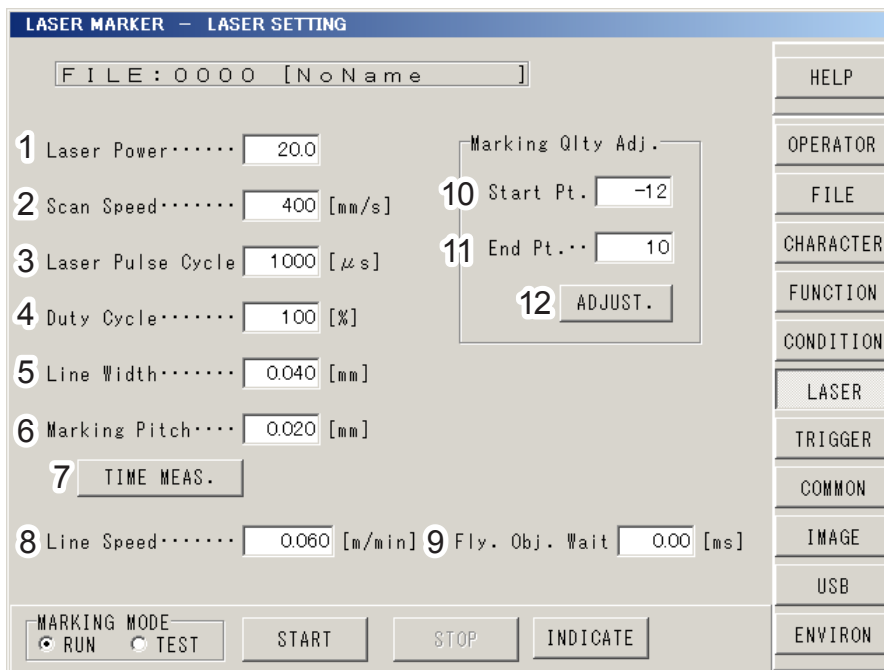 LASER MARKER － LASER SETTING
FILE:0000 [NoName      ]
1 Laser Power······ 20.0
2 Scan Speed······· 400 [mm/s]
3 Laser Pulse Cycle 1000 [μs]
4 Duty Cycle······· 100 [%]
5 Line Width······· 0.040 [mm]
6 Marking Pitch···· 0.020 [mm]
7 TIME MEAS.
8 Line Speed······· 0.060 [m/min]
9 Fly. Obj. Wait 0.00 [ms]
Marking Qlty Adj.
10 Start Pt. -12
11 End Pt.·· 10
12 ADJUST.
HELP
OPERATOR
FILE
CHARACTER
FUNCTION
CONDITION
LASER
TRIGGER
COMMON
IMAGE
USB
ENVIRON
MARKING MODE
RUN TEST
START
STOP
INDICATE